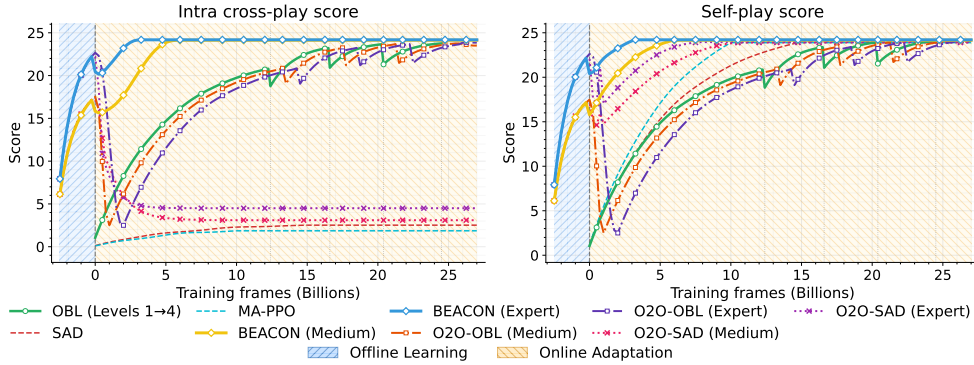 Intra cross-play score
Self-play score
Score
0
5
10
15
20
25
0
5
10
15
20
25
Training frames (Billions)
Score
0
5
10
15
20
25
0
5
10
15
20
25
Training frames (Billions)
OBL (Levels 1→4)
MA-PPO
BEACON (Expert)
O2O-OBL (Expert)
O2O-SAD (Expert)
SAD
BEACON (Medium)
O2O-OBL (Medium)
O2O-SAD (Medium)
Offline Learning
Online Adaptation